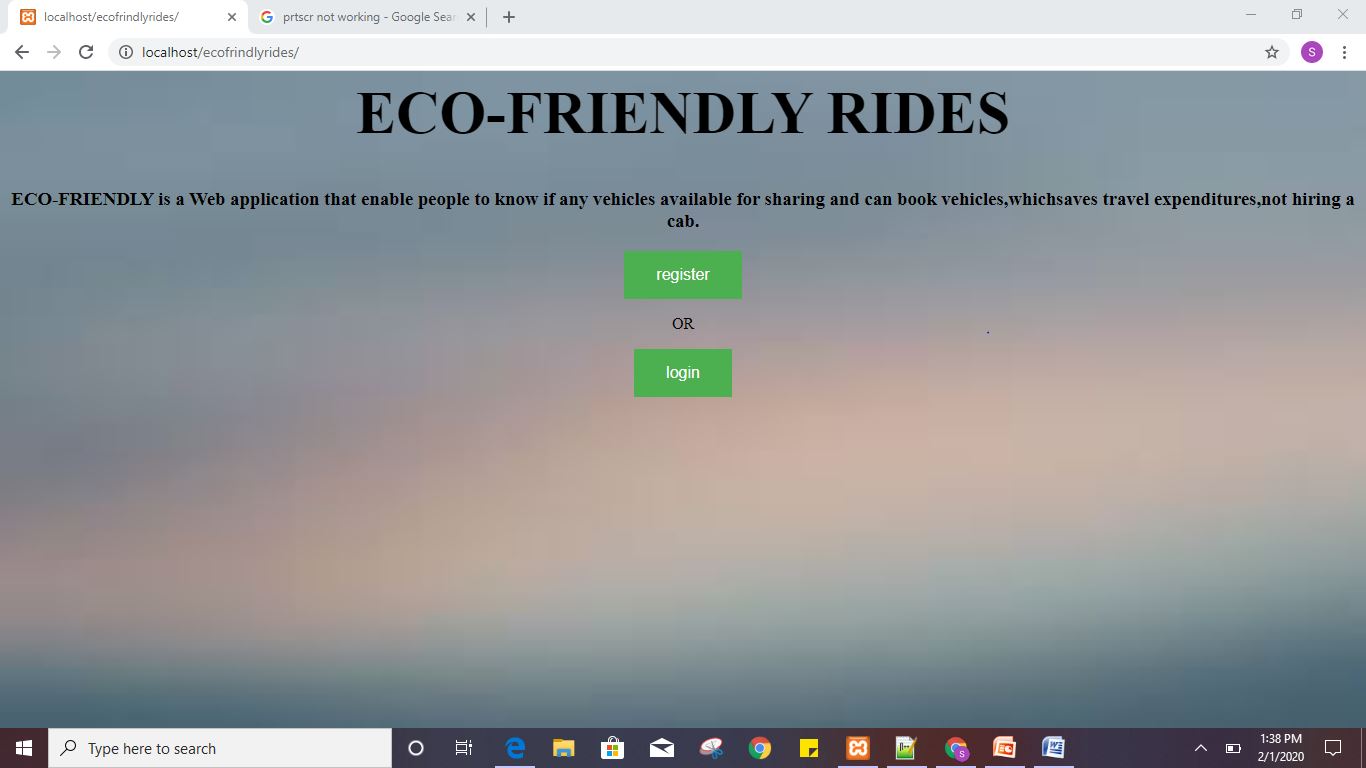 localhost/ecofrindlyrides/
prtscr not working - Google Sear
localhost/ecofrindlyrides/
S
ECO-FRIENDLY RIDES
ECO-FRIENDLY is a Web application that enable people to know if any vehicles available for sharing and can book vehicles,whichsaves travel expenditures,not hiring a
cab.
register
OR
login
Type here to search
1:38 PM
2/1/2020